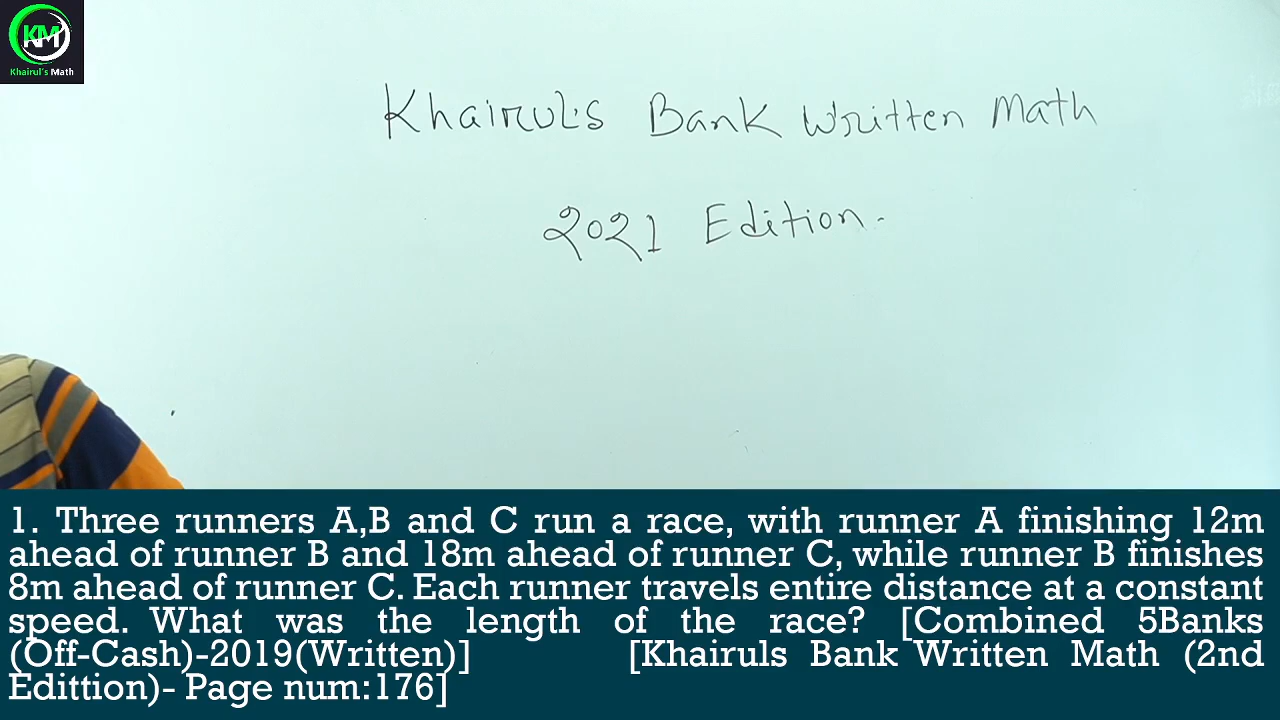 KM
Khairul's Math
Khairul's Bank Written Math
2021 Edition.
1. Three runners A,B and C run a race, with runner A finishing 12m
ahead of runner B and 18m ahead of runner C, while runner B finishes
8m ahead of runner C. Each runner travels entire distance at a constant
speed. What was the length of the race? [Combined 5Banks
(Off-Cash)-2019(Written)] [Khairuls Bank Written Math (2nd
Edittion)- Page num:176]